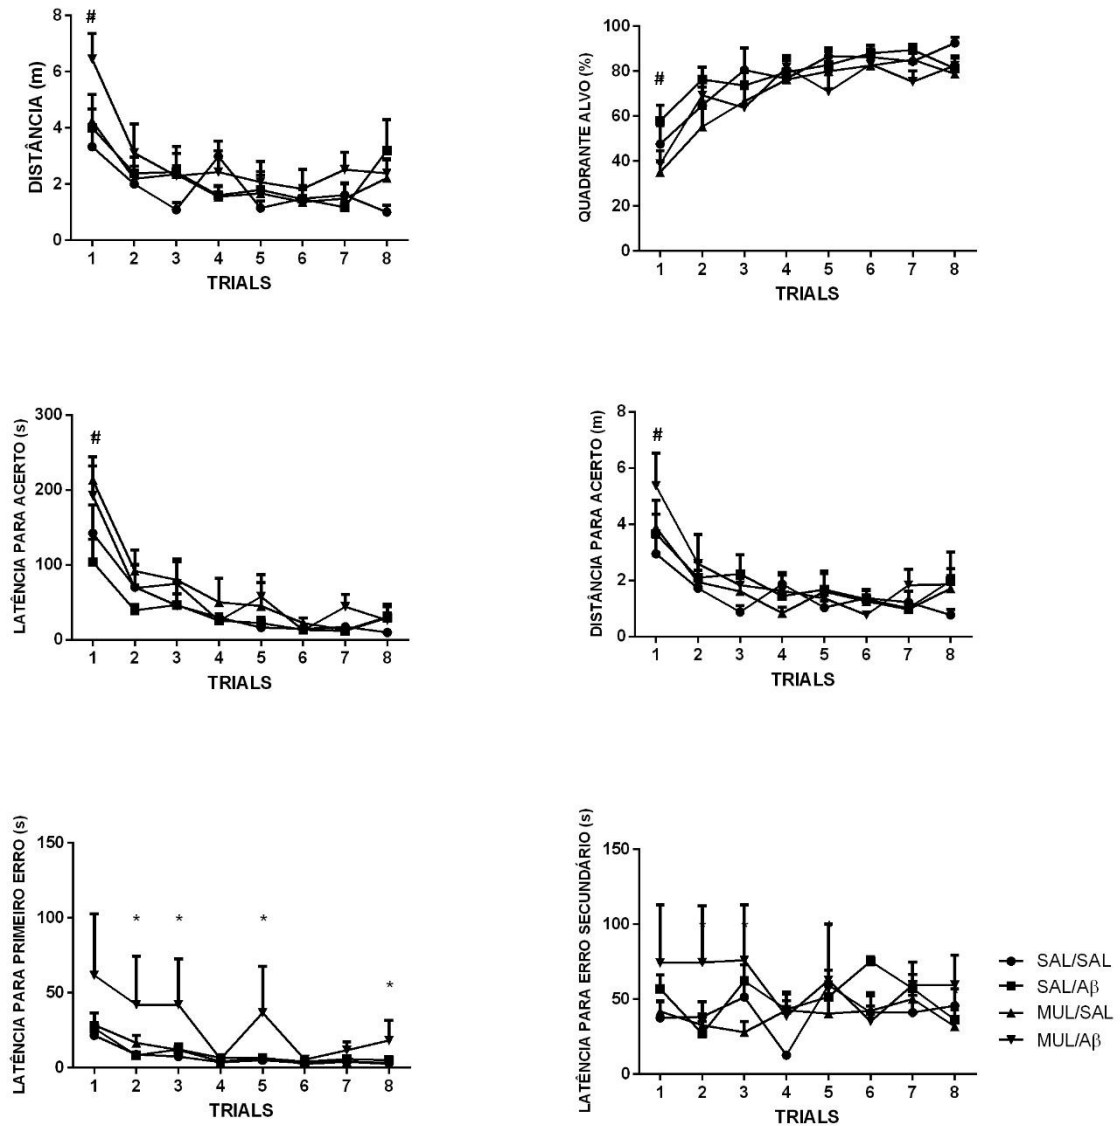 DISTÂNCIA (m)
8
6
4
2
0
#
1 2 3 4 5 6 7 8
TRIALS
QUADRANTE ALVO (%)
100
80
60
40
20
0
#
1 2 3 4 5 6 7 8
TRIALS
LATÊNCIA PARA ACERTO (s)
300
200
100
0
#
1 2 3 4 5 6 7 8
TRIALS
DISTÂNCIA PARA ACERTO (m)
8
6
4
2
0
#
1 2 3 4 5 6 7 8
TRIALS
LATÊNCIA PARA PRIMEIRO ERRO (s)
150
100
50
0
* * * *
1 2 3 4 5 6 7 8
TRIALS
LATÊNCIA PARA ERRO SECUNDÁRIO (s)
150
100
50
0
* * *
1 2 3 4 5 6 7 8
TRIALS
SAL/SAL
SAL/Aβ
MUL/SAL
MUL/Aβ